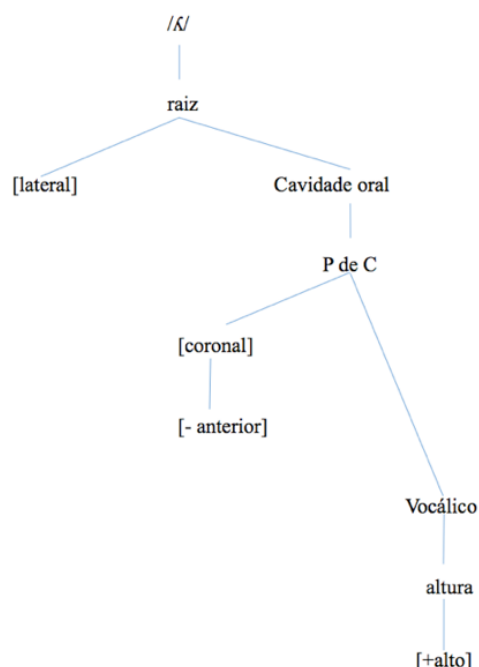 /ʎ/
raiz
[lateral] Cavidade oral
P de C
[coronal]
[- anterior]
Vocálico
altura
[+alto]